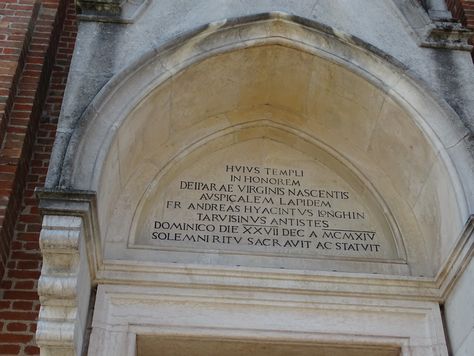 HVIVS TEMPLI
IN HONOREM
DEIPARAE VIRGINIS NASCENTIS
AVSPICALEM LAPIDEM
FR ANDREAS HYACINTVS LONGHIN
TARVISINVS ANTISTES
DOMINICO DIE XXVII DEC A MCMXIV
SOLEMNI RITV SACRAVIT AC STATVIT